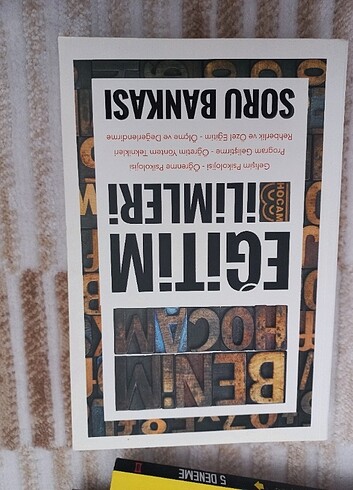 BENİM
HOCAM
EĞİTİM
İLİMLERİ
HOCAM
Gelişim Psikolojisi - Öğrenme Psikolojisi
Program Geliştirme - Öğretim Yöntem Teknikleri
Rehberlik ve Özel Eğitim - Ölçme ve Değerlendirme
SORU BANKASI
5 DENEME